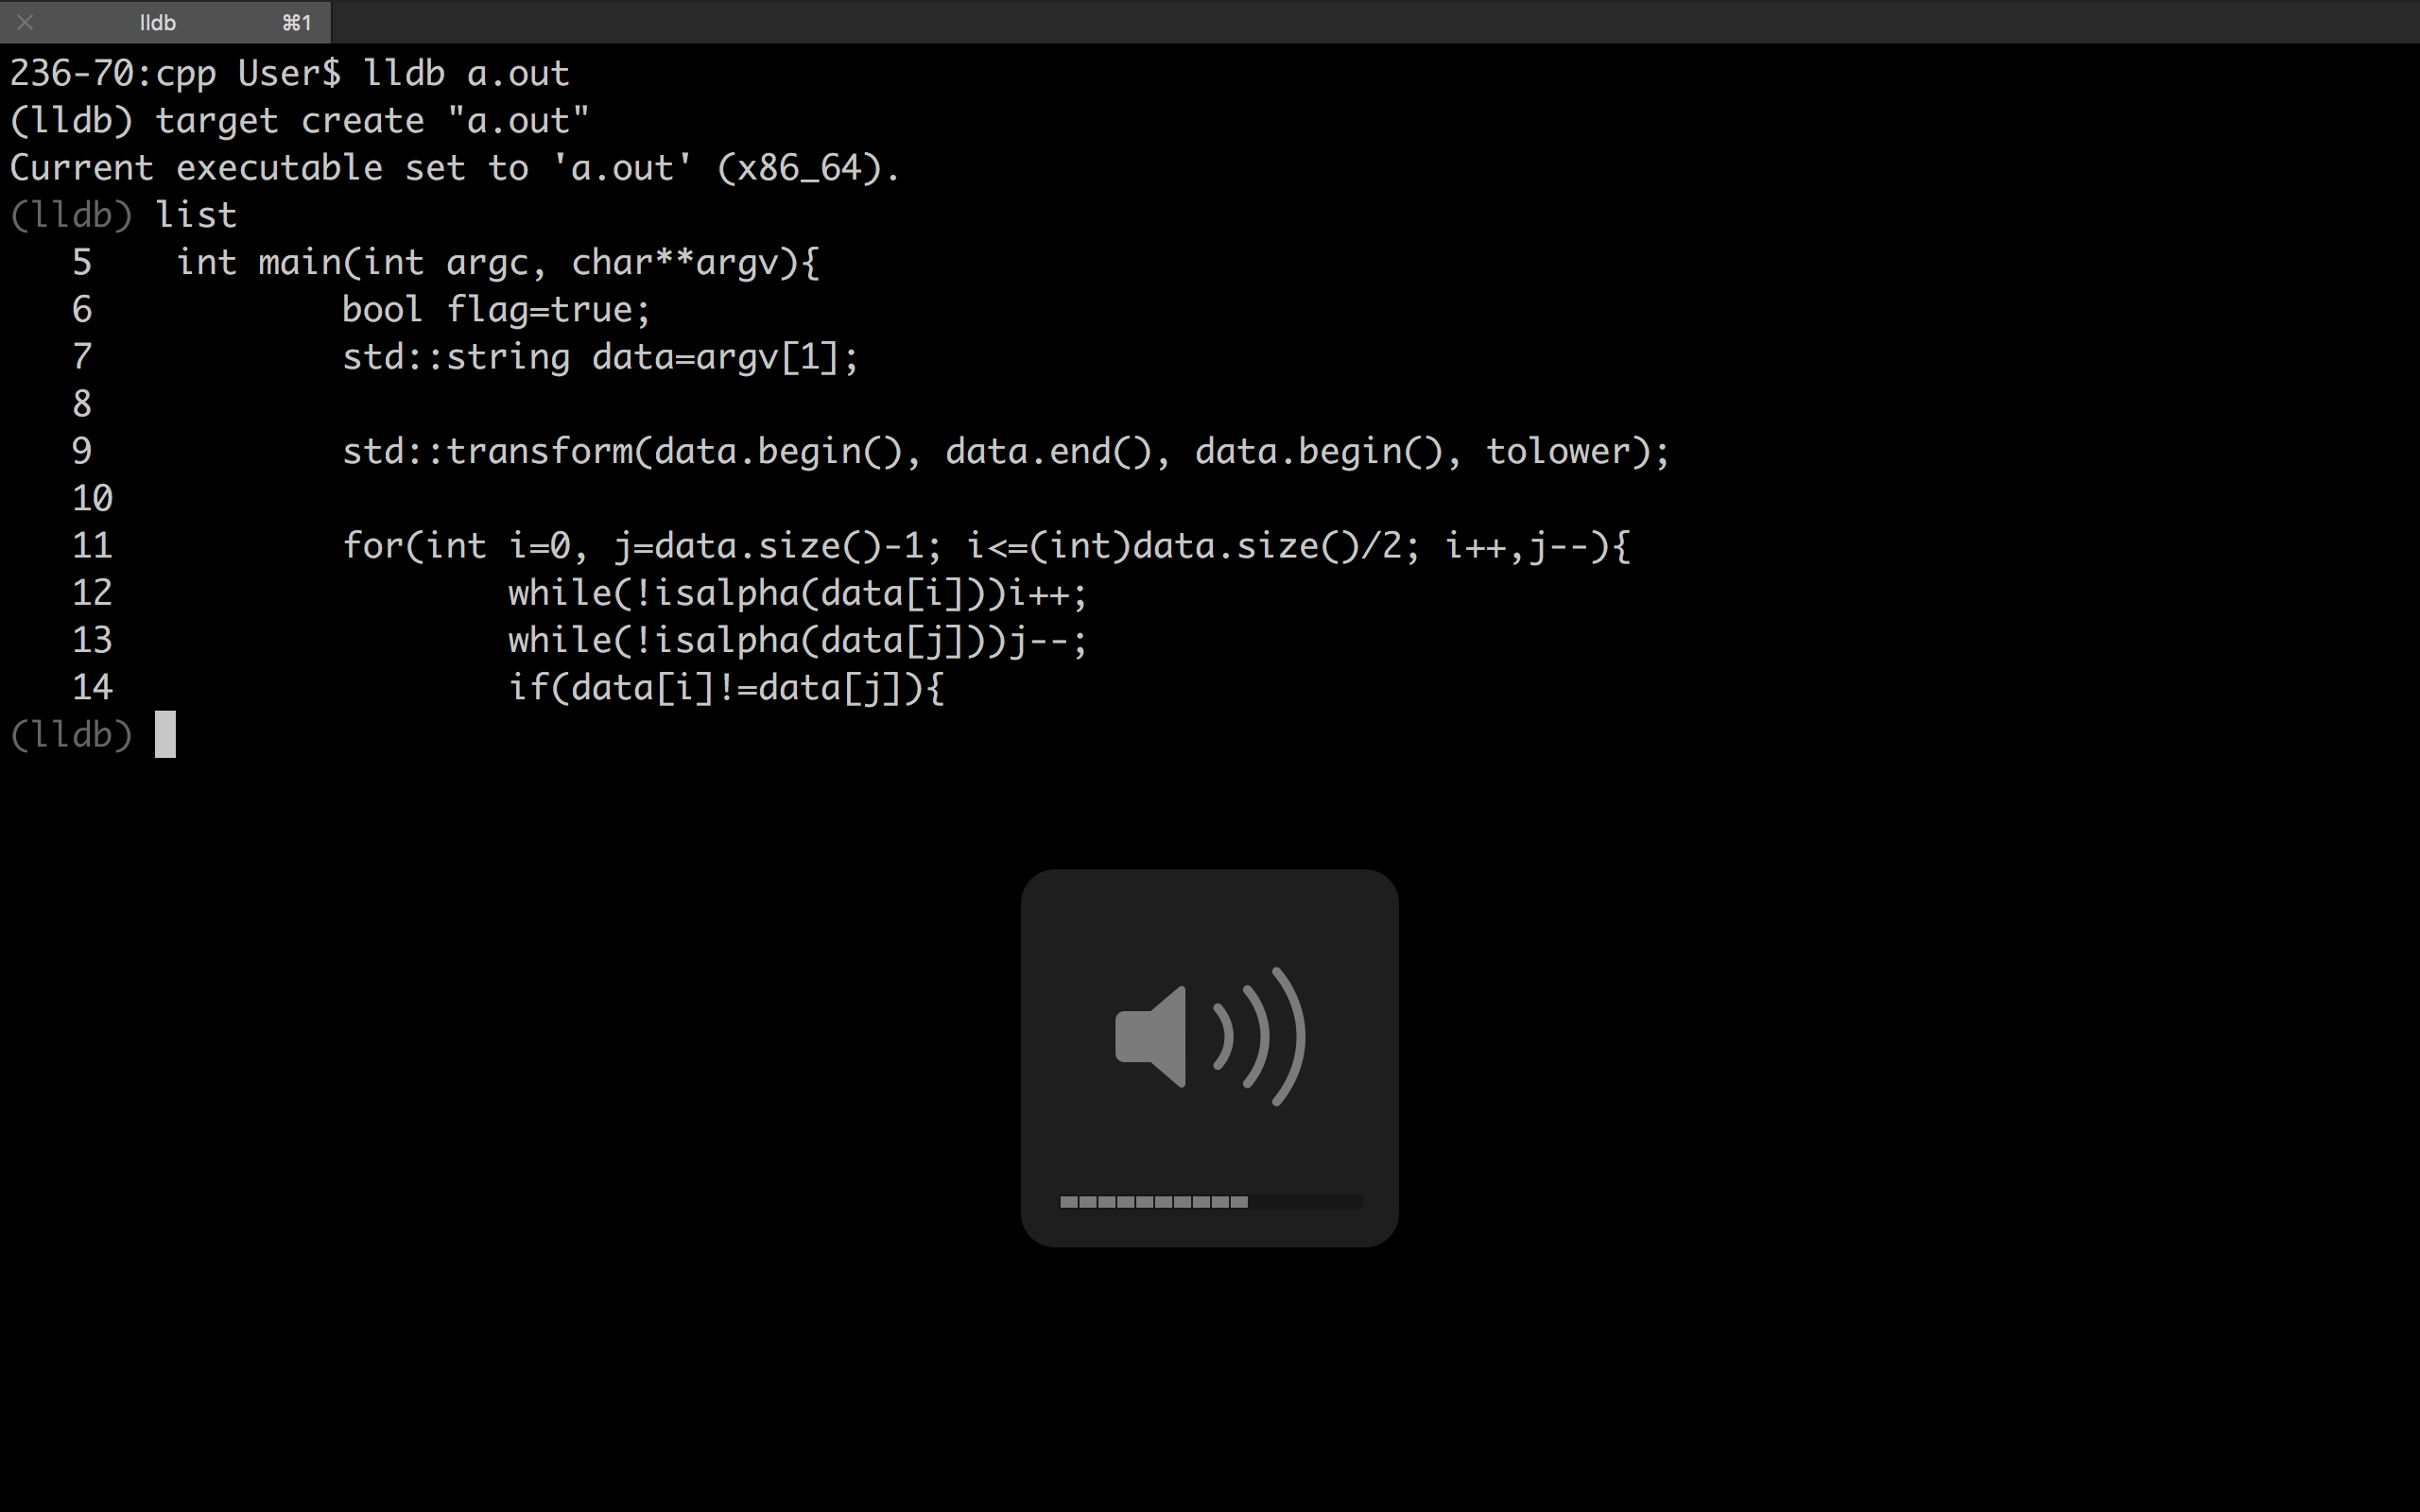 lldb ⌘1
236-70:cpp User$ lldb a.out
(lldb) target create "a.out"
Current executable set to 'a.out' (x86_64).
(lldb) list
5 int main(int argc, char**argv){
6 bool flag=true;
7 std::string data=argv[1];
8
9 std::transform(data.begin(), data.end(), data.begin(), tolower);
10
11 for(int i=0, j=data.size()-1; i<=(int)data.size()/2; i++,j--){
12 while(!isalpha(data[i]))i++;
13 while(!isalpha(data[j]))j--;
14 if(data[i]!=data[j]){
(lldb)